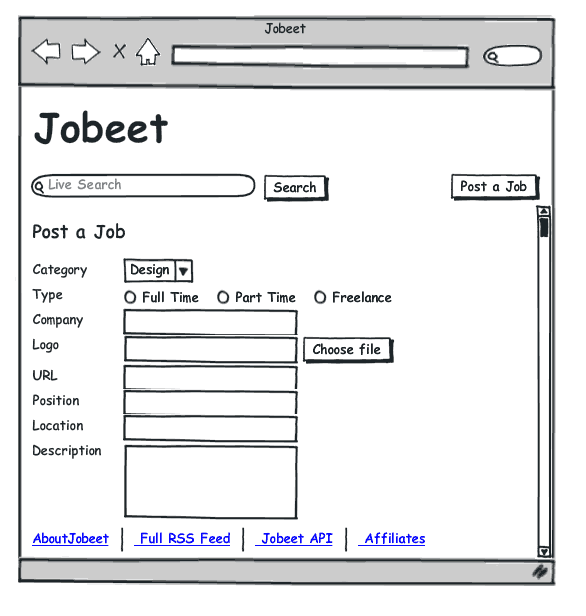 Jobeet
Jobeet
Live Search Search Post a Job
Post a Job
Category Design
Type Full Time Part Time Freelance
Company
Logo Choose file
URL
Position
Location
Description
AboutJobeet Full RSS Feed Jobeet API Affiliates